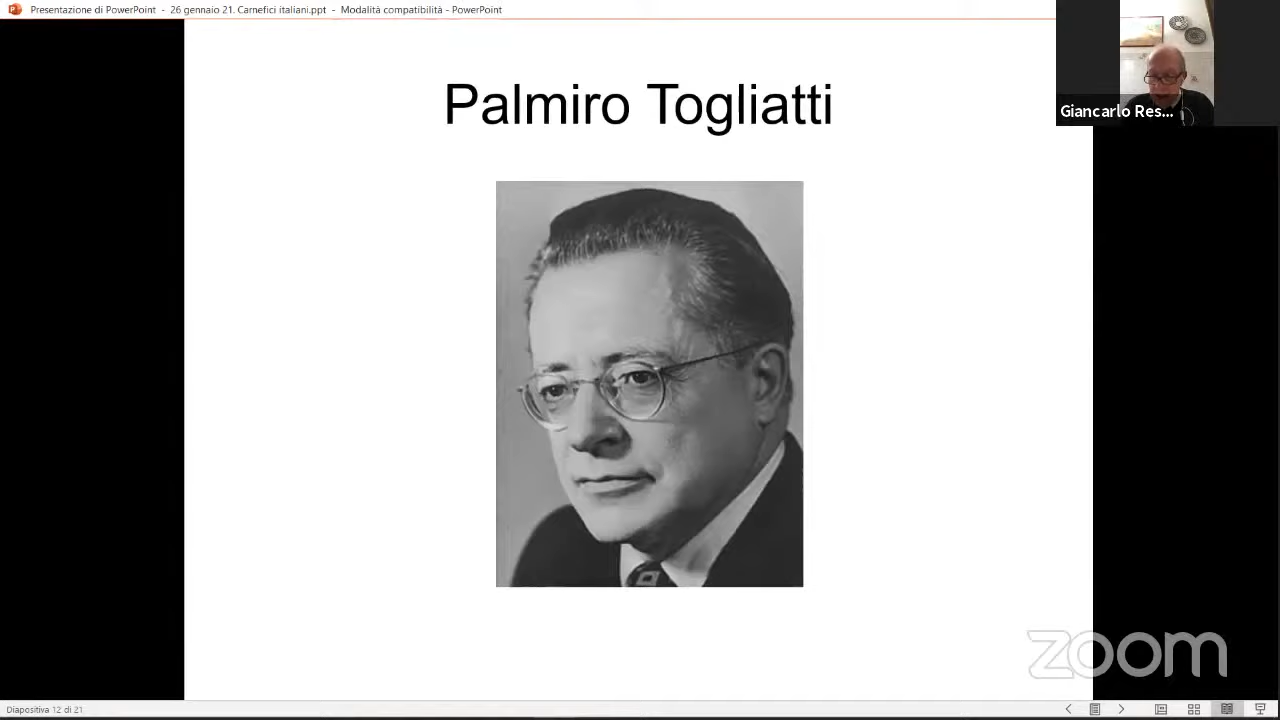 Presentazione di PowerPoint - 26 gennaio 21. Carnefici italiani.ppt - Modalità compatibilità - PowerPoint
Giancarlo Res...
Palmiro Togliatti
zoom
Diapositiva 12 di 21